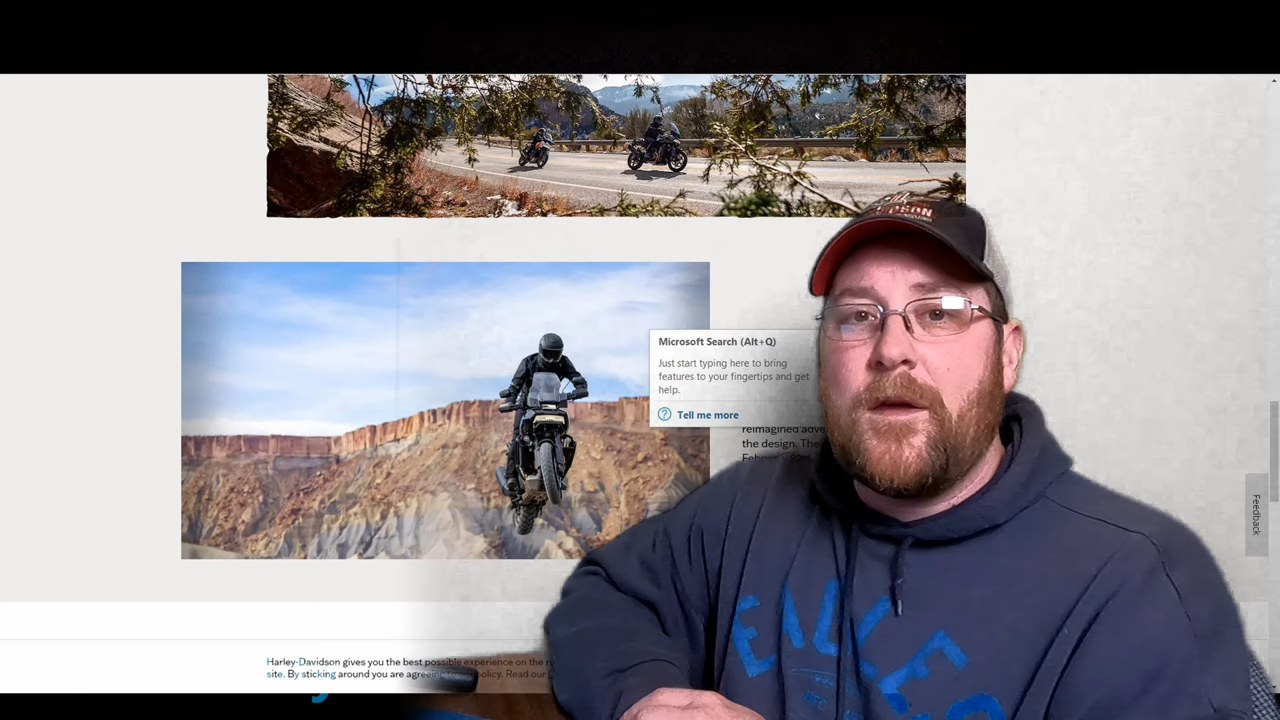 Microsoft Search (Alt+Q)
Just start typing here to bring
features to your fingertips and get
help.
Tell me more
reimagined adve
the design. The
Feedback
Harley-Davidson gives you the best possible experience on the
site. By sticking around you are policy. Read our